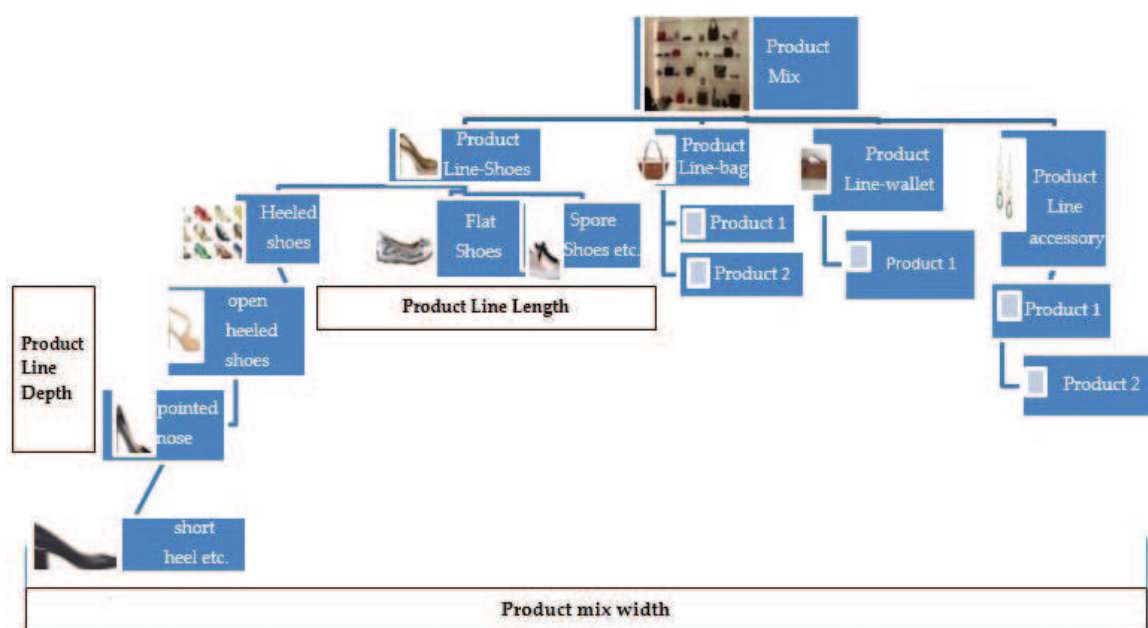 Product
Mix
Product
Line-Shoes
Product
Line-bag
Product
Line-wallet
Product
Line
accessory
Heeled
shoes
Flat
Shoes
Spore
Shoes etc.
Product 1
Product 2
Product 1
Product 1
Product 2
Product Line Length
Product
Line
Depth
open
heeled
shoes
pointed
nose
short
heel etc.
Product mix width